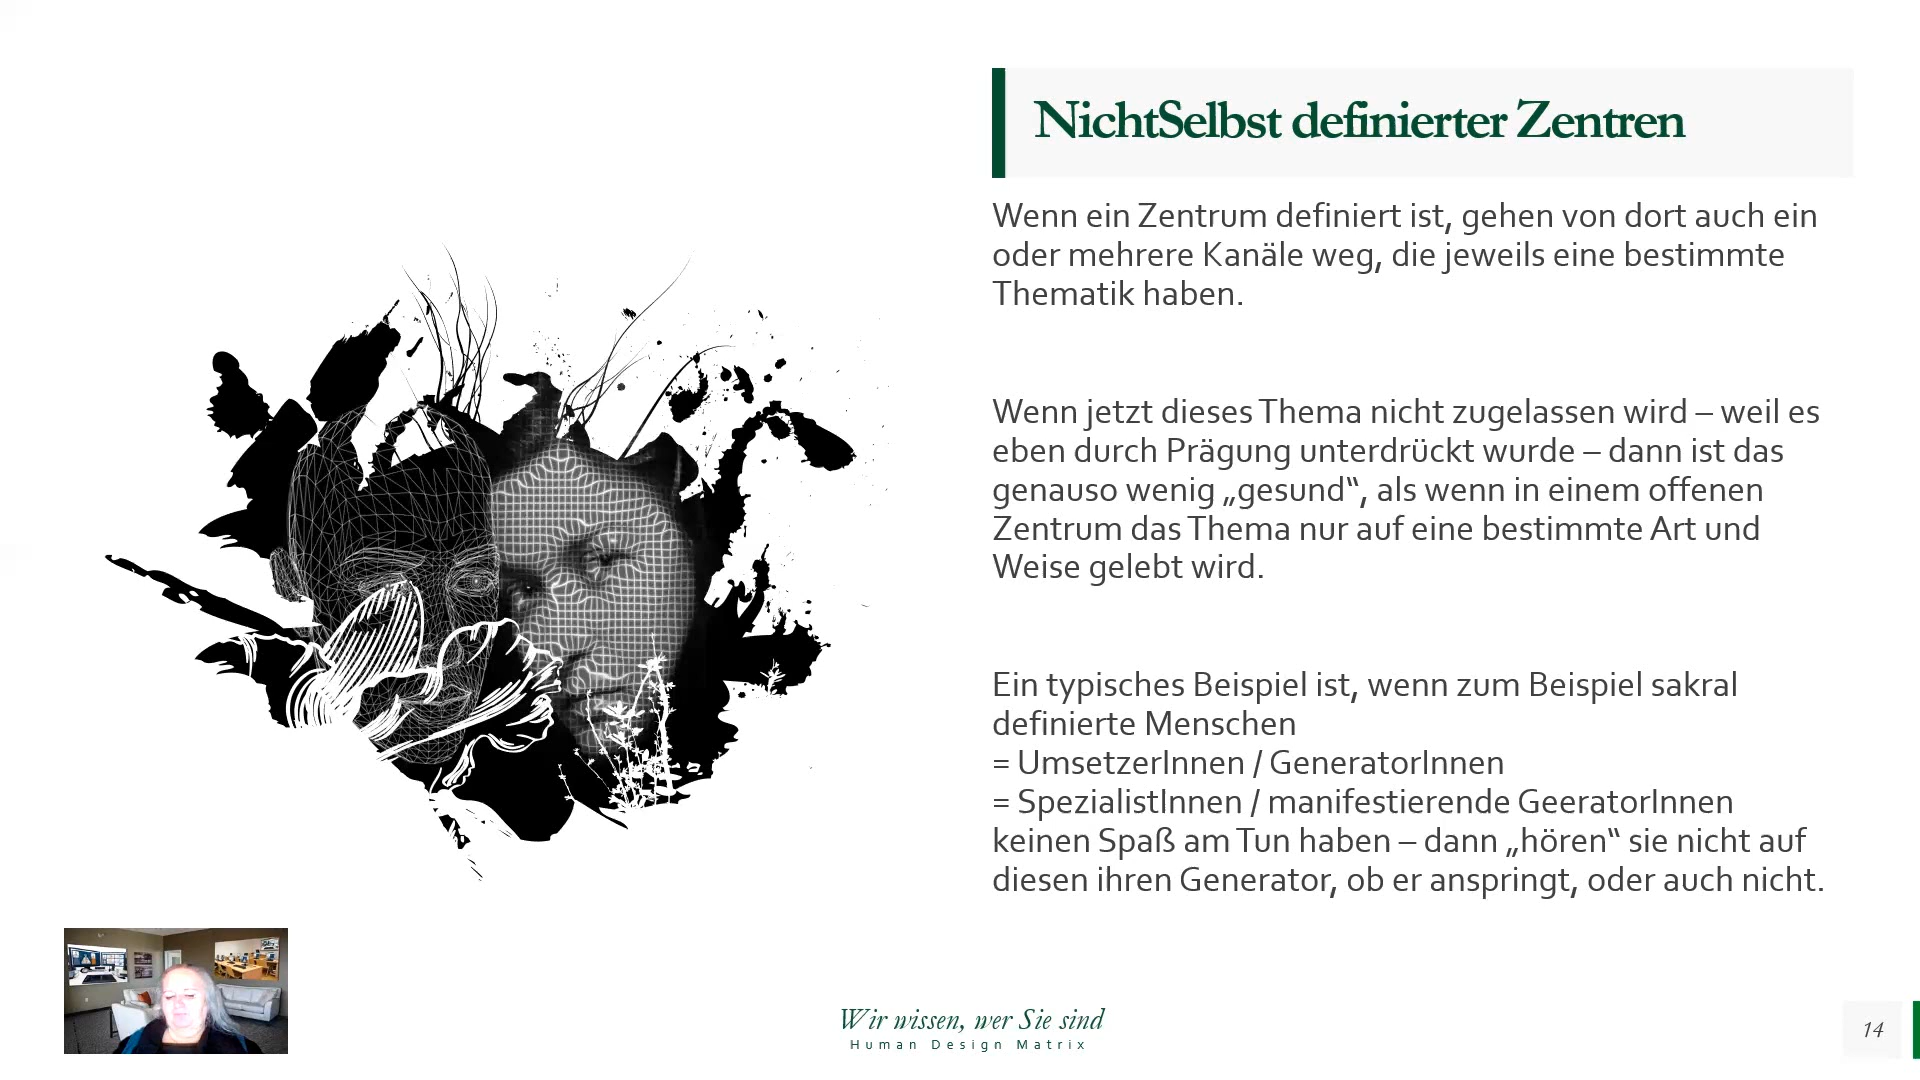 NichtSelbst definierter Zentren
Wenn ein Zentrum definiert ist, gehen von dort auch ein
oder mehrere Kanäle weg, die jeweils eine bestimmte
Thematik haben.
Wenn jetzt dieses Thema nicht zugelassen wird – weil es
eben durch Prägung unterdrückt wurde – dann ist das
genauso wenig „gesund“, als wenn in einem offenen
Zentrum das Thema nur auf eine bestimmte Art und
Weise gelebt wird.
Ein typisches Beispiel ist, wenn zum Beispiel sakral
definierte Menschen
= UmsetzerInnen / GeneratorInnen
= SpezialistInnen / manifestierende GeeratorInnen
keinen Spaß am Tun haben – dann „hören“ sie nicht auf
diesen ihren Generator, ob er anspringt, oder auch nicht.
Wir wissen, wer Sie sind
Human Design Matrix
14